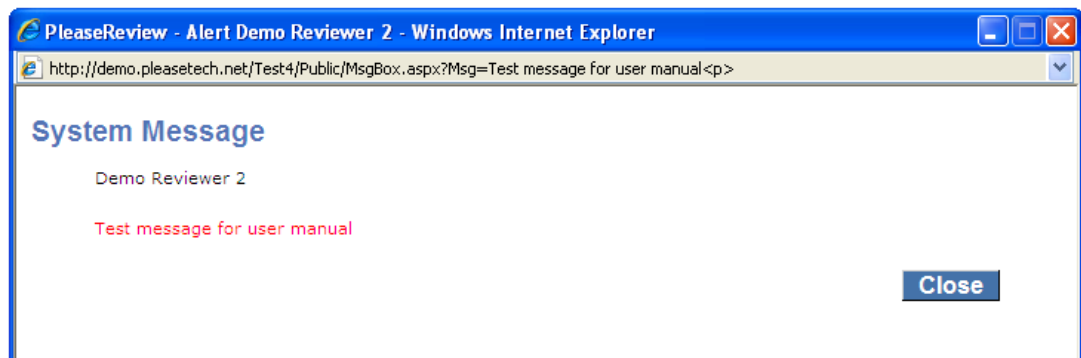 PleaseReview - Alert Demo Reviewer 2 - Windows Internet Explorer
http://demo.pleasetech.net/Test4/Public/MsgBox.aspx?Msg=Test message for user manual<p>
System Message
Demo Reviewer 2
Test message for user manual
Close